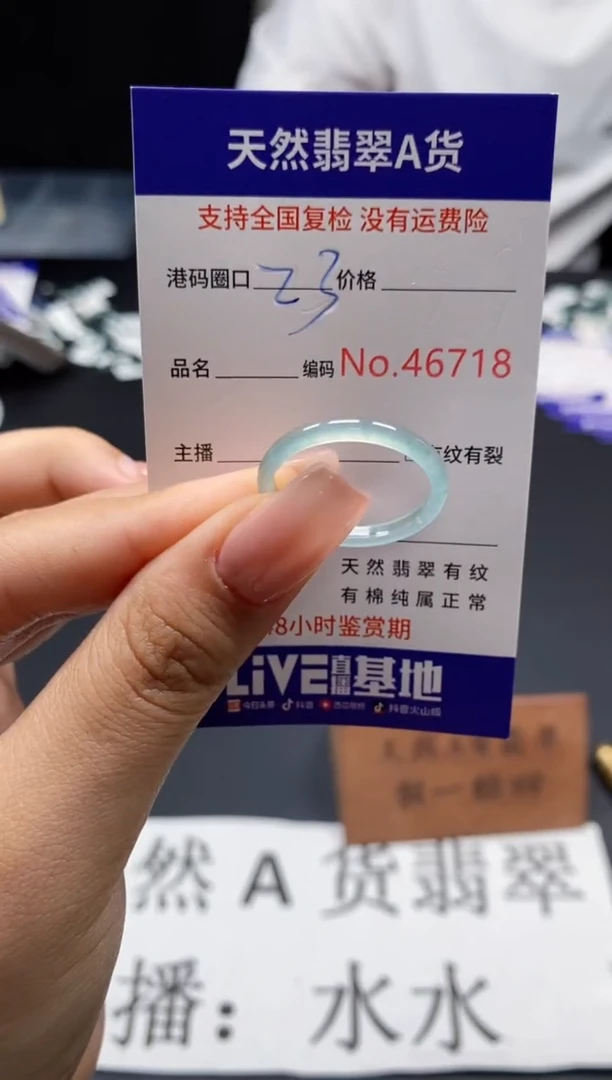 天然翡翠A货
支持全国复检 没有运费险
港码圈口 23 价格
品名 编码 No.46718
主播 纹有裂
天然翡翠有纹
有棉纯属正常
8小时鉴赏期
LiVE直播基地
今日头条 抖音 西瓜视频 抖音火山版
然A货翡翠
播：水水